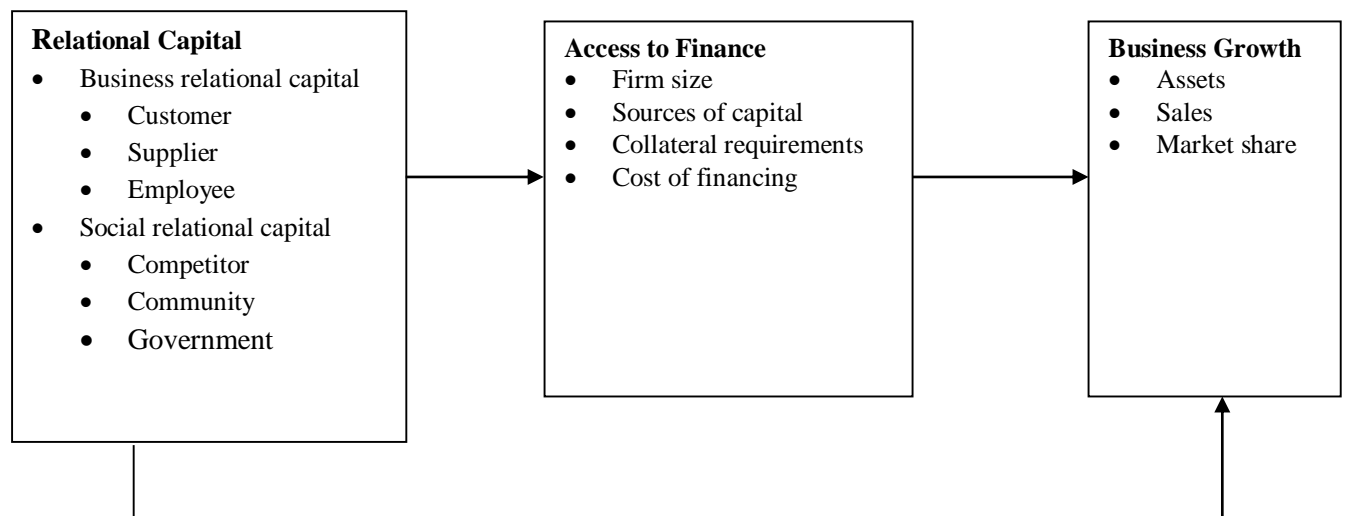 Relational Capital
• Business relational capital
• Customer
• Supplier
• Employee
• Social relational capital
• Competitor
• Community
• Government
Access to Finance
• Firm size
• Sources of capital
• Collateral requirements
• Cost of financing
Business Growth
• Assets
• Sales
• Market share